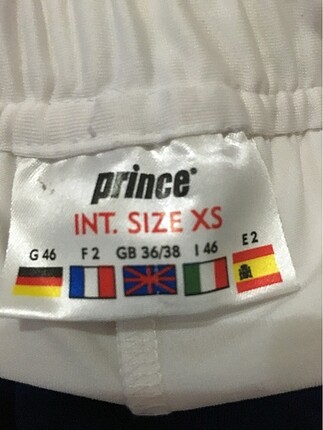 prince
INT. SIZE XS
G 46 F 2 GB 36/38 I 46 E 2